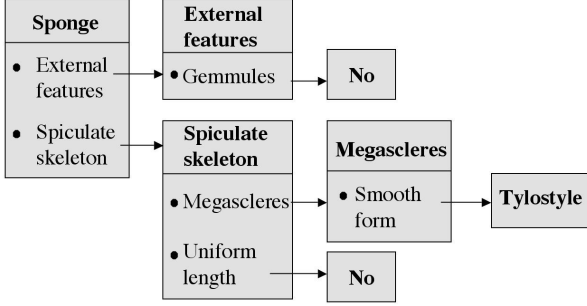 Sponge
• External
features
• Spiculate
skeleton
External
features
• Gemmules
No
Spiculate
skeleton
• Megascleres
• Uniform
length
Megascleres
• Smooth
form
Tylostyle
No